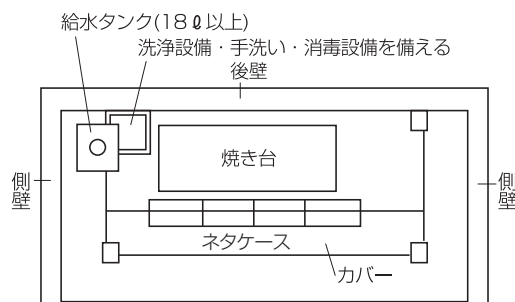 給水タンク(18ℓ以上)
洗浄設備・手洗い・消毒設備を備える
後壁
焼き台
側壁
側壁
ネタケース
カバー